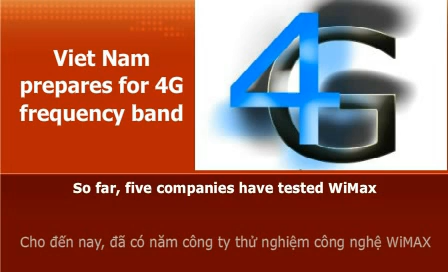 Viet Nam
prepares for 4G
frequency band
4G
So far, five companies have tested WiMax
Cho đến nay, đã có năm công ty thử nghiệm công nghệ WiMAX